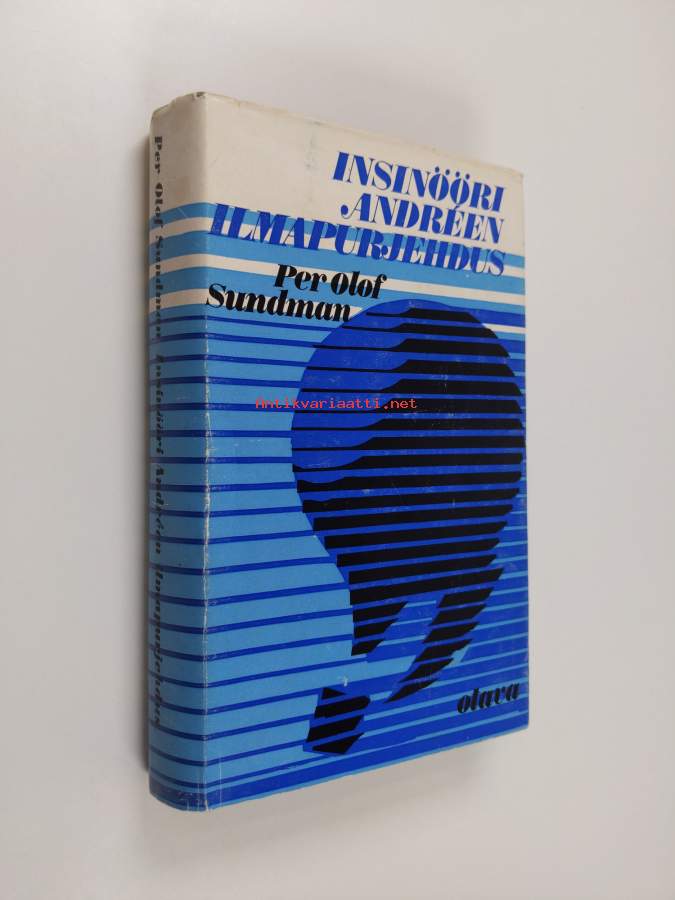 INSINÖÖRI
ANDRÉEN
ILMAPURJEHDUS
Per Olof
Sundman
Antikvariaatti.net
otava
Per Olof Sundman Insinööri Andréen ilmapurjehdus